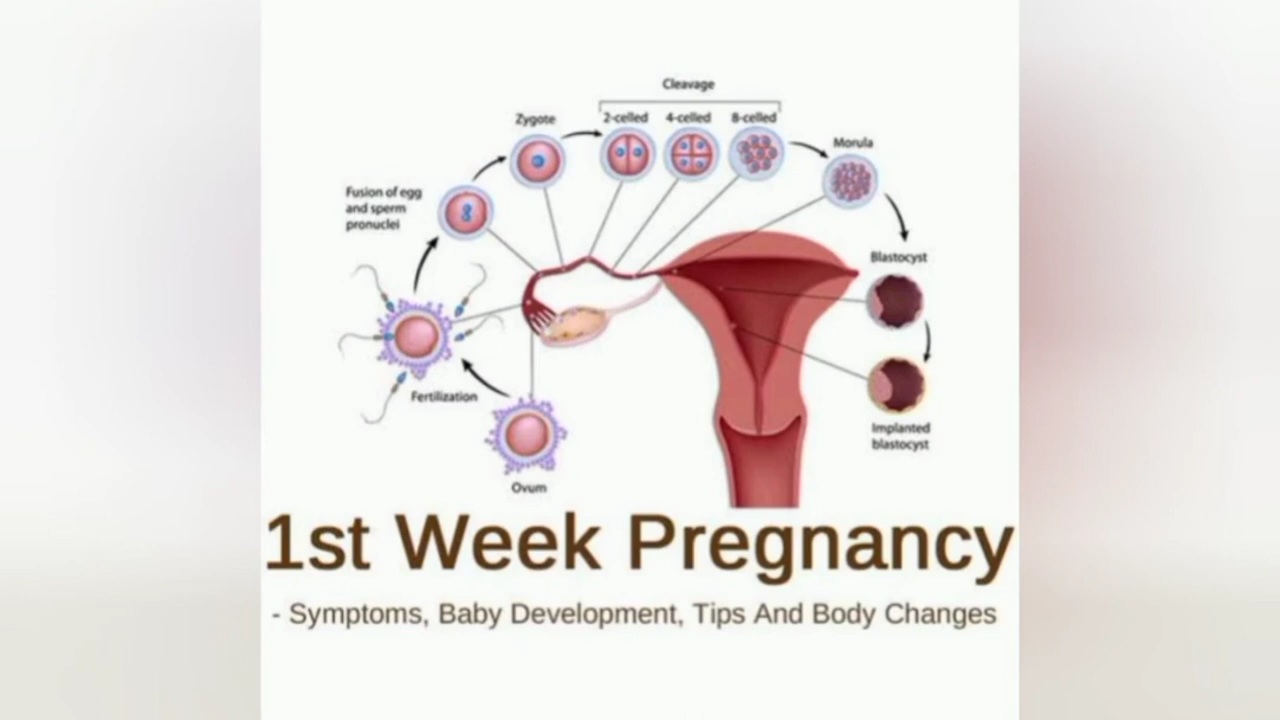 Cleavage
Zygote
2-celled 4-celled 8-celled
Morula
Fusion of egg
and sperm
pronuclei
Blastocyst
Fertilization
Implanted
blastocyst
Ovum
1st Week Pregnancy
- Symptoms, Baby Development, Tips And Body Changes